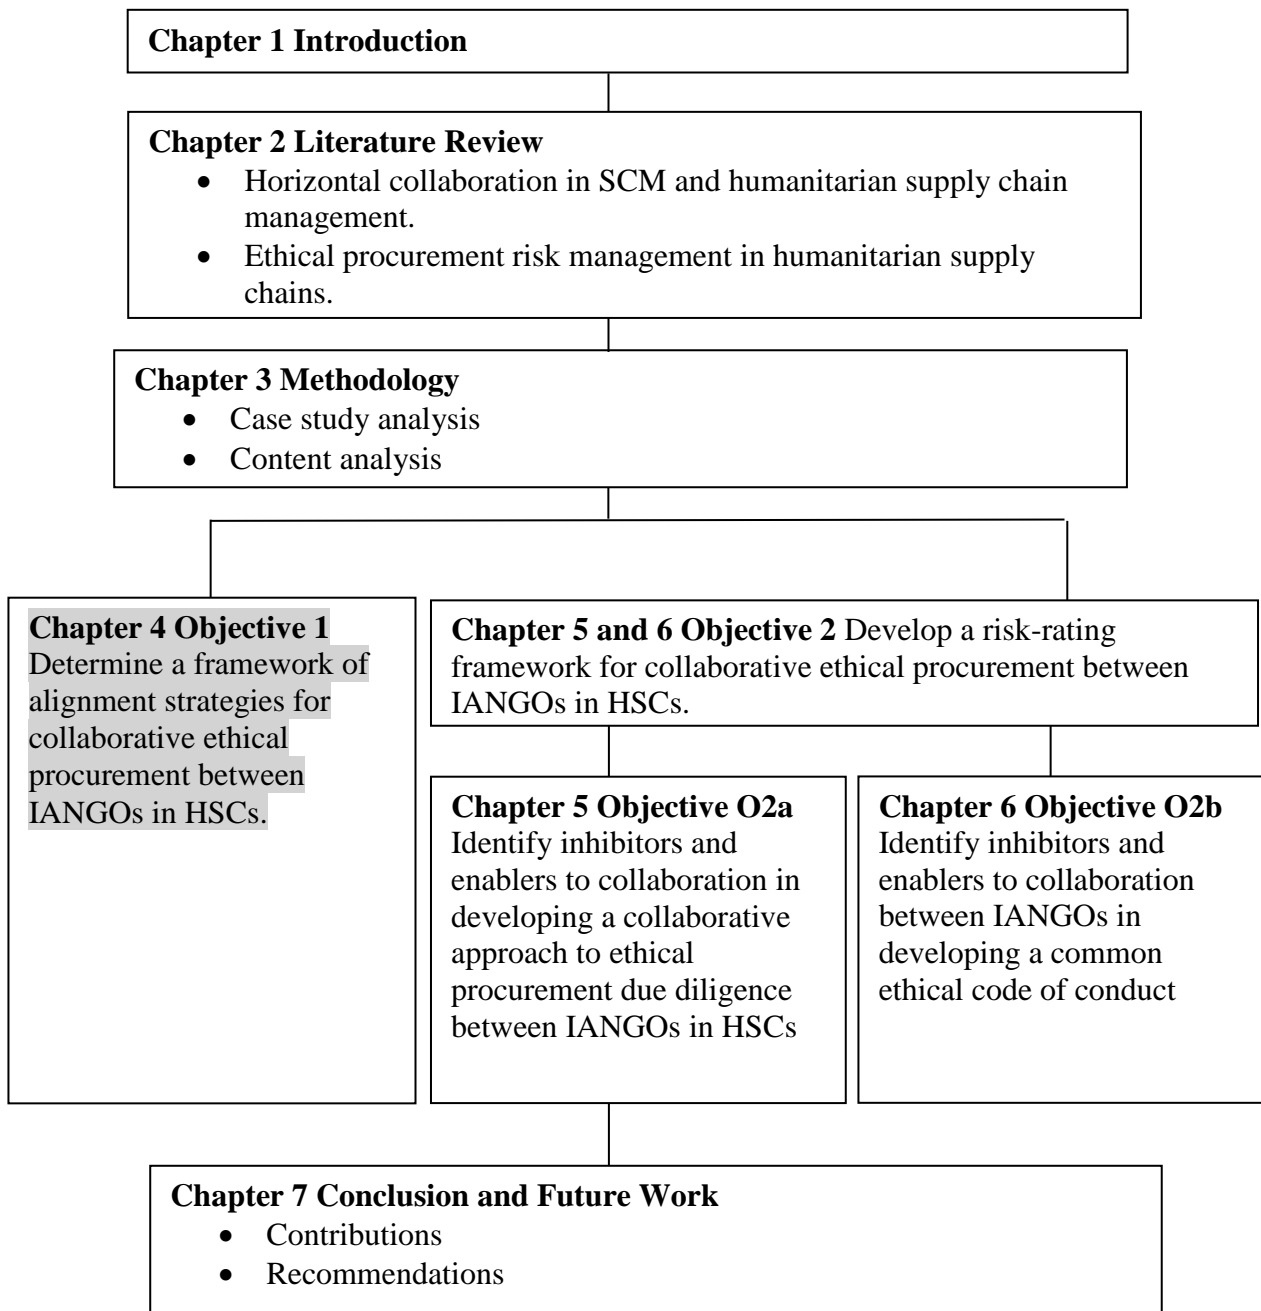 Chapter 1 Introduction
Chapter 2 Literature Review
• Horizontal collaboration in SCM and humanitarian supply chain
management.
• Ethical procurement risk management in humanitarian supply
chains.
Chapter 3 Methodology
• Case study analysis
• Content analysis
Chapter 4 Objective 1
Determine a framework of
alignment strategies for
collaborative ethical
procurement between
IANGOs in HSCs.
Chapter 5 and 6 Objective 2 Develop a risk-rating
framework for collaborative ethical procurement between
IANGOs in HSCs.
Chapter 5 Objective O2a
Identify inhibitors and
enablers to collaboration in
developing a collaborative
approach to ethical
procurement due diligence
between IANGOs in HSCs
Chapter 6 Objective O2b
Identify inhibitors and
enablers to collaboration
between IANGOs in
developing a common
ethical code of conduct
Chapter 7 Conclusion and Future Work
• Contributions
• Recommendations